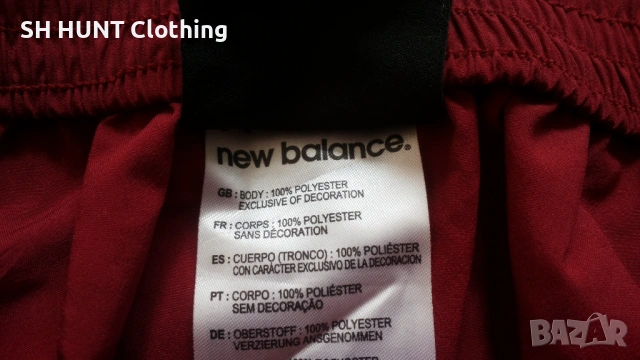 SH HUNT Clothing
new balance.
GB : BODY : 100% POLYESTER
EXCLUSIVE OF DECORATION
FR : CORPS : 100% POLYESTER
SANS DÉCORATION
ES : CUERPO (TRONCO) : 100% POLIÉSTER
CON CARÁCTER EXCLUSIVO DE LA DECORACIÓN
PT : CORPO : 100% POLIÉSTER
SEM DECORAÇÃO
DE : OBERSTOFF : 100% POLYESTER
VERZIERUNG AUSGENOMMEN
BAZAR